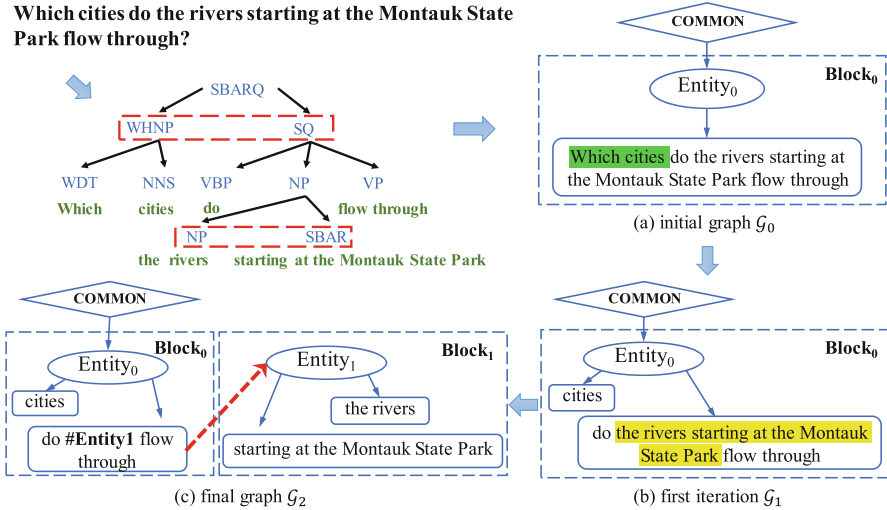 Which cities do the rivers starting at the Montauk State
Park flow through?
SBARQ
WHNP SQ
WDT NNS VBP NP VP
Which cities do flow through
NP SBAR
the rivers starting at the Montauk State Park
COMMON
Block₀
Entity₀
Which cities do the rivers starting at
the Montauk State Park flow through
(a) initial graph 𝒢₀
COMMON
Block₀
Entity₀
cities
do the rivers starting at the Montauk
State Park flow through
(b) first iteration 𝒢₁
COMMON
Block₀
Entity₀
cities
do #Entity1 flow
through
Block₁
Entity₁
the rivers
starting at the Montauk State Park
(c) final graph 𝒢₂